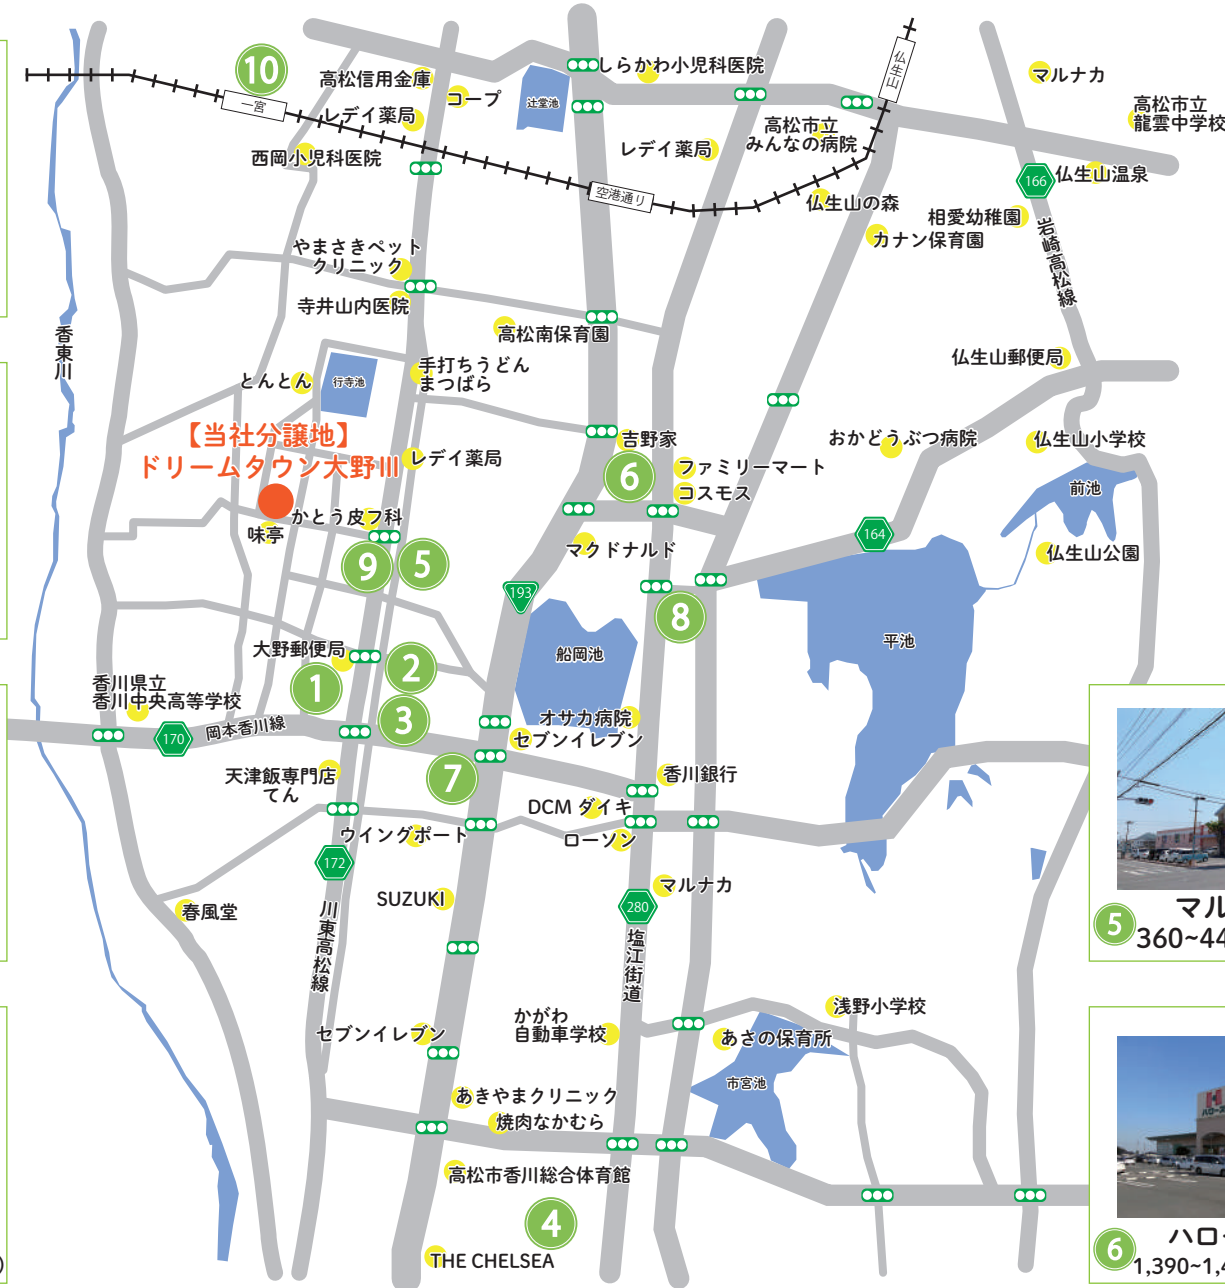 10
一宮
高松信用金庫
コープ
レデイ薬局
西岡小児科医院
辻堂池
しらかわ小児科医院
レデイ薬局
高松市立
みんなの病院
仏生山
マルナカ
高松市立
龍雲中学校
166
仏生山温泉
空港通り
仏生山の森
相愛幼稚園
カナン保育園
岩崎高松線
やまさきペット
クリニック
寺井山内医院
高松南保育園
香東川
とんとん
行寺池
手打ちうどん
まつばら
仏生山郵便局
【当社分譲地】
ドリームタウン大野Ⅲ
レデイ薬局
吉野家
6
ファミリーマート
コスモス
おかどうぶつ病院
仏生山小学校
前池
味亭
かとう皮フ科
マクドナルド
164
仏生山公園
9
5
193
8
船岡池
平池
大野郵便局
1
2
3
香川県立
香川中央高等学校
170
岡本香川線
オサカ病院
セブンイレブン
7
天津飯専門店
てん
香川銀行
DCM ダイキ
ローソン
ウイングポート
172
川東高松線
SUZUKI
マルナカ
280
塩江街道
春風堂
5
マル
360~44
セブンイレブン
かがわ
自動車学校
浅野小学校
あさの保育所
市宮池
あきやまクリニック
焼肉なかむら
高松市香川総合体育館
4
THE CHELSEA
ハローズ
6
ハロ
1,390~1,4
)